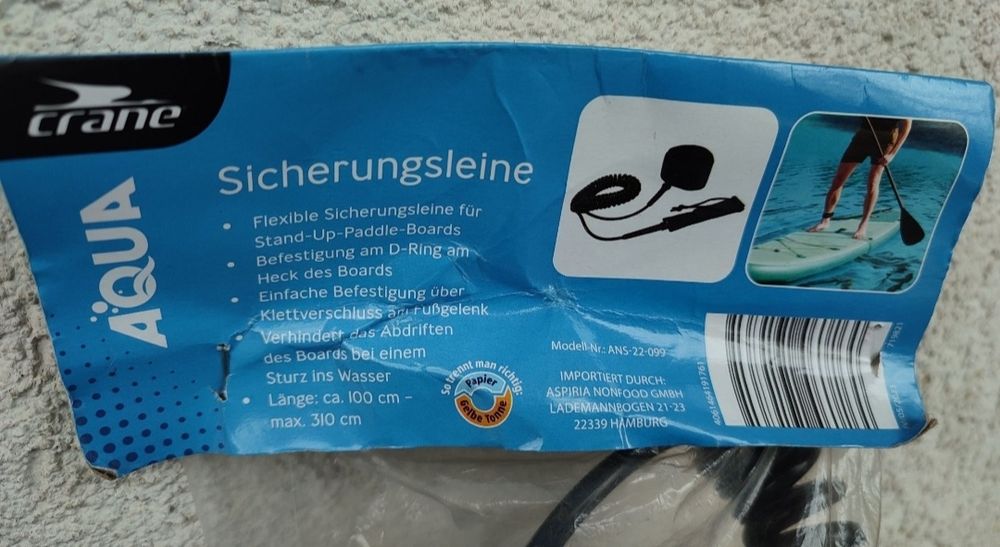 crane
AQUA
Sicherungsleine
• Flexible Sicherungsleine für
Stand-Up-Paddle-Boards
• Befestigung am D-Ring am
Heck des Boards
• Einfache Befestigung über
Klettverschluss am Fußgelenk
• Verhindert das Abdriften
des Boards bei einem
Sturz ins Wasser
• Länge: ca. 100 cm –
max. 310 cm
So trennt man richtig:
Papier
Gelbe Tonne
Modell-Nr.: ANS-22-099
IMPORTIERT DURCH:
ASPIRIA NONFOOD GMBH
LADEMANNBOGEN 21-23
22339 HAMBURG